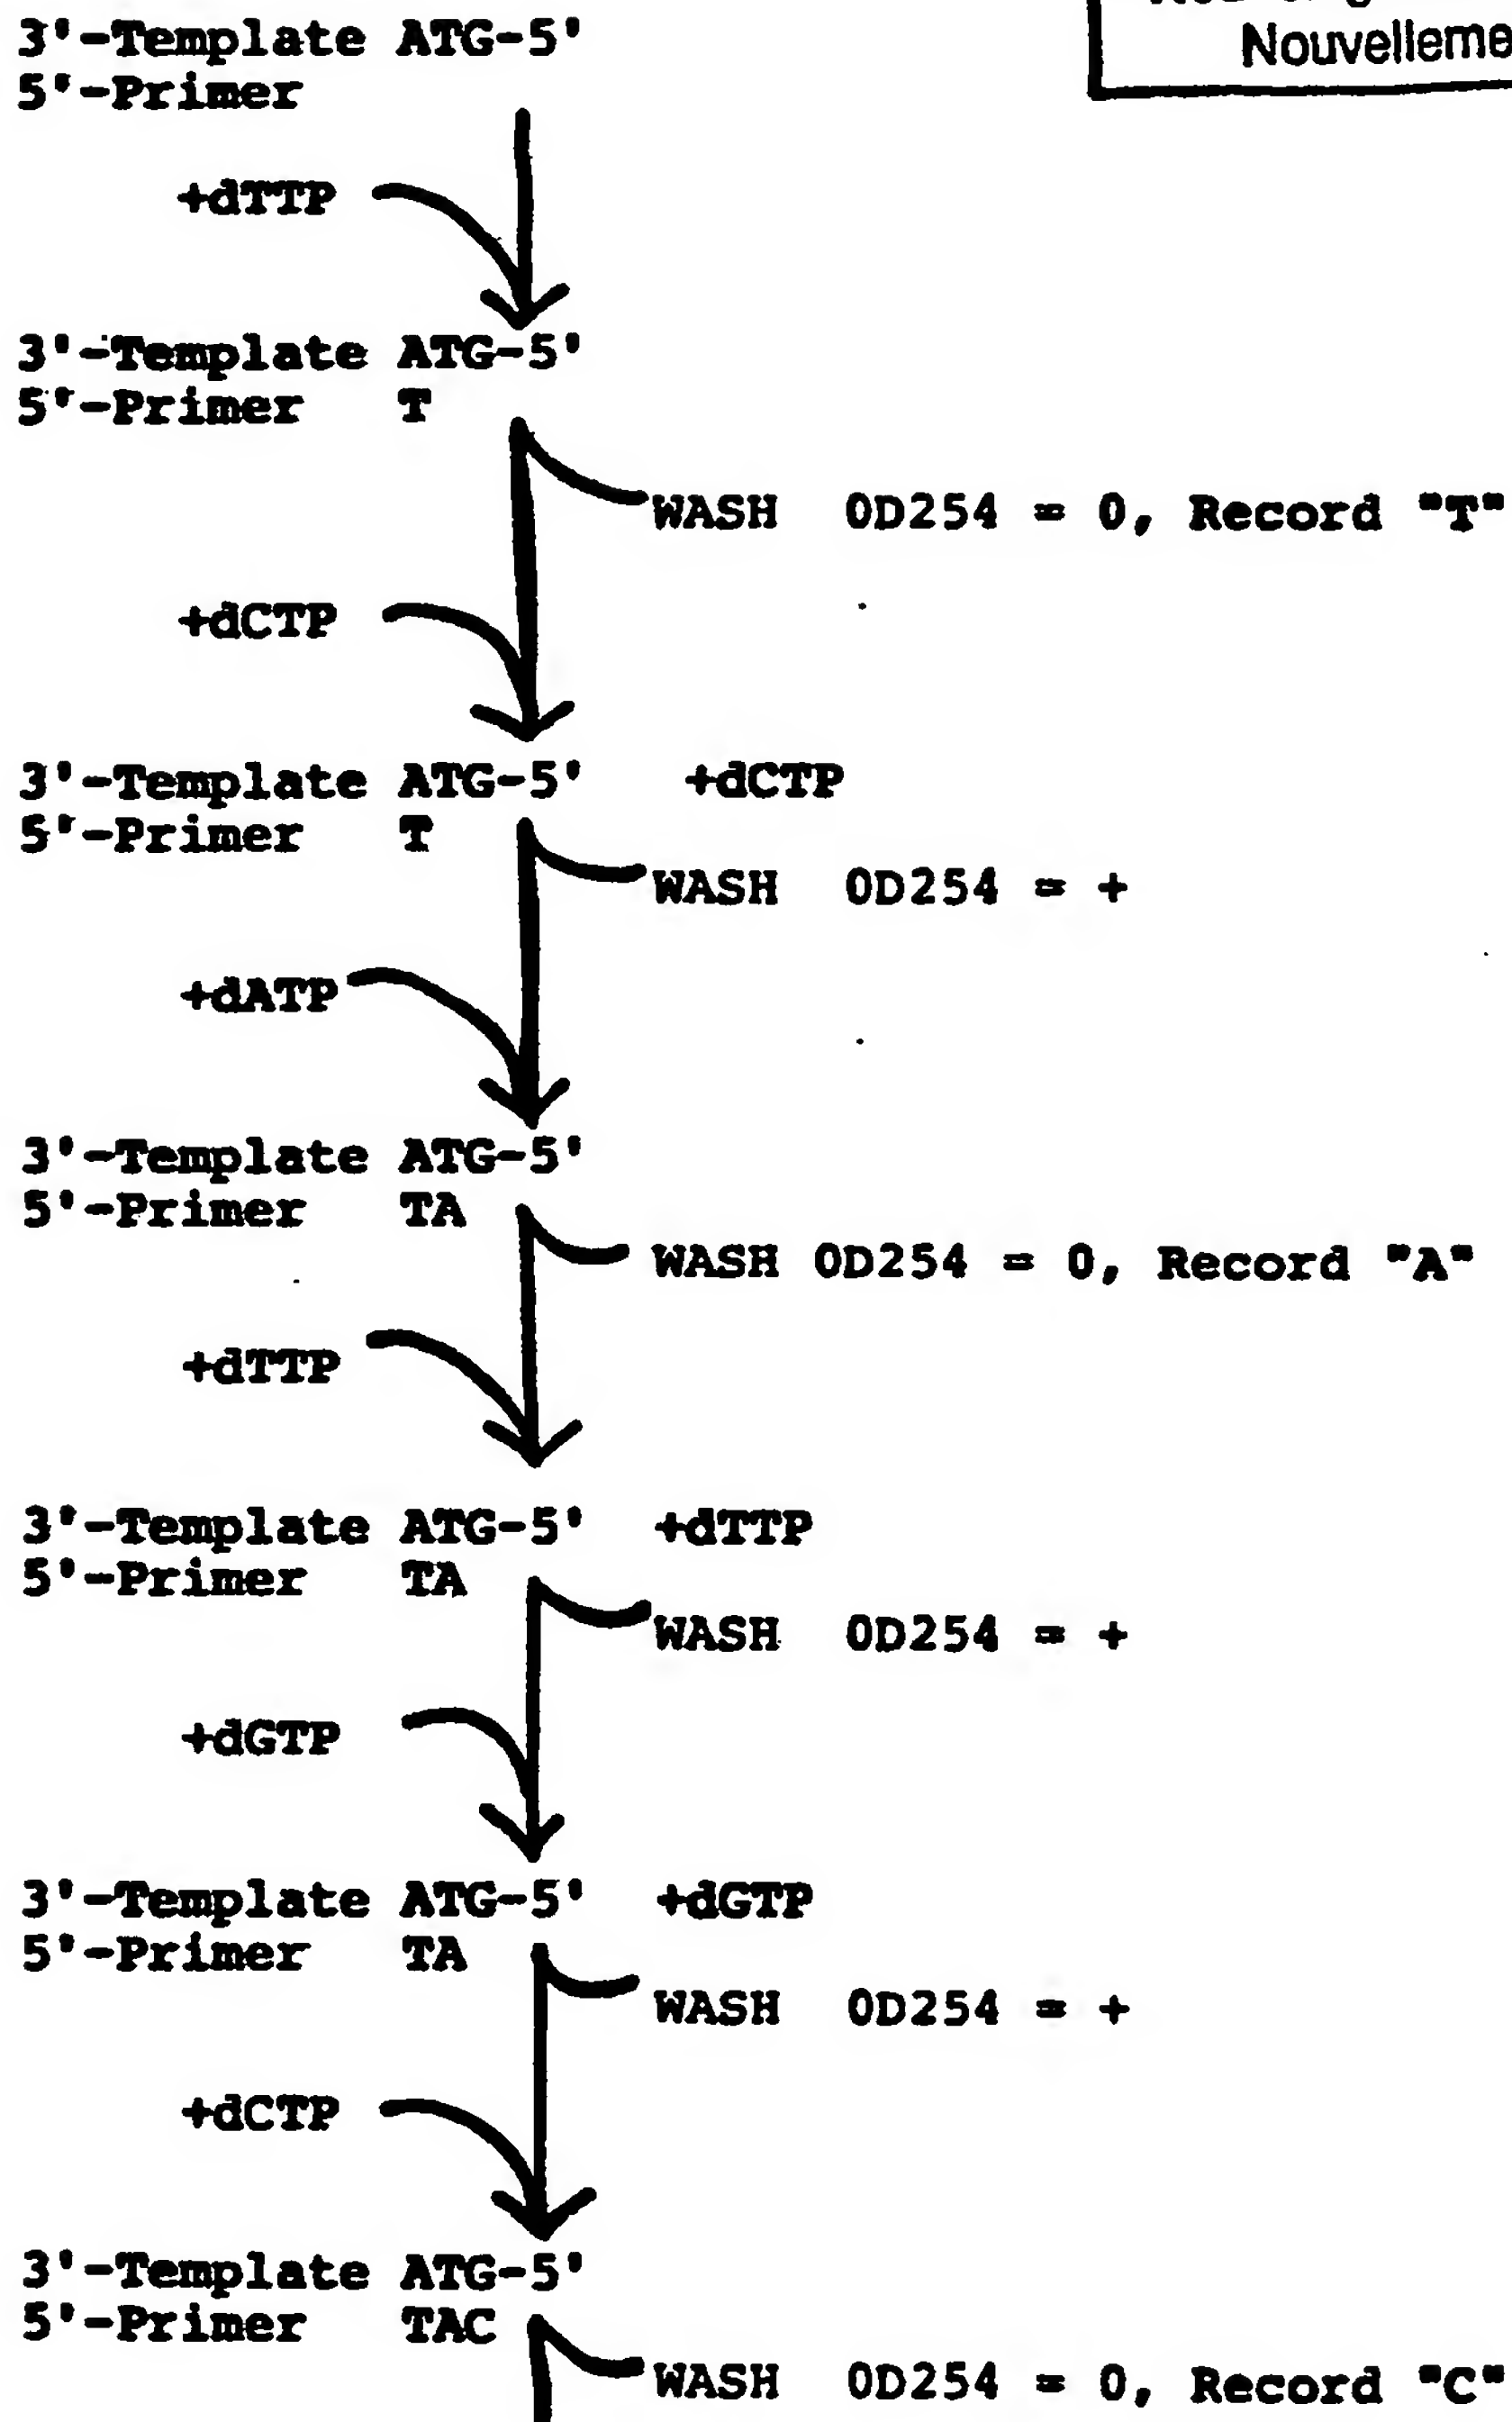 Nouvelleme
3'-Template ATG-5'
5'-Primer
+dTTP
3'-Template ATG-5'
5'-Primer T
WASH OD254 = 0, Record "T"
+dCTP
3'-Template ATG-5' +dCTP
5'-Primer T
WASH OD254 = +
+dATP
3'-Template ATG-5'
5'-Primer TA
WASH OD254 = 0, Record "A"
+dTTP
3'-Template ATG-5' +dTTP
5'-Primer TA
WASH OD254 = +
+dGTP
3'-Template ATG-5' +dGTP
5'-Primer TA
WASH OD254 = +
+dCTP
3'-Template ATG-5'
5'-Primer TAC
WASH OD254 = 0, Record "C"